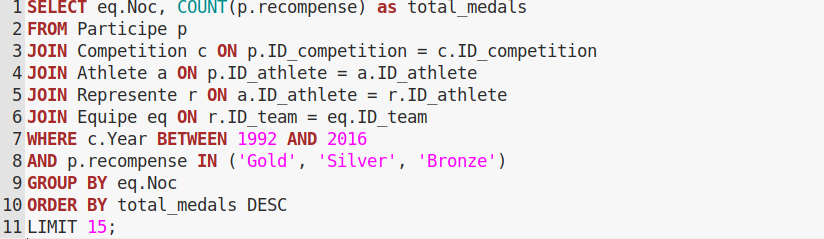 1 SELECT eq.Noc, COUNT(p.recompense) as total_medals
2 FROM Participe p
3 JOIN Competition c ON p.ID_competition = c.ID_competition
4 JOIN Athlete a ON p.ID_athlete = a.ID_athlete
5 JOIN Represente r ON a.ID_athlete = r.ID_athlete
6 JOIN Equipe eq ON r.ID_team = eq.ID_team
7 WHERE c.Year BETWEEN 1992 AND 2016
8 AND p.recompense IN ('Gold', 'Silver', 'Bronze')
9 GROUP BY eq.Noc
10 ORDER BY total_medals DESC
11 LIMIT 15;